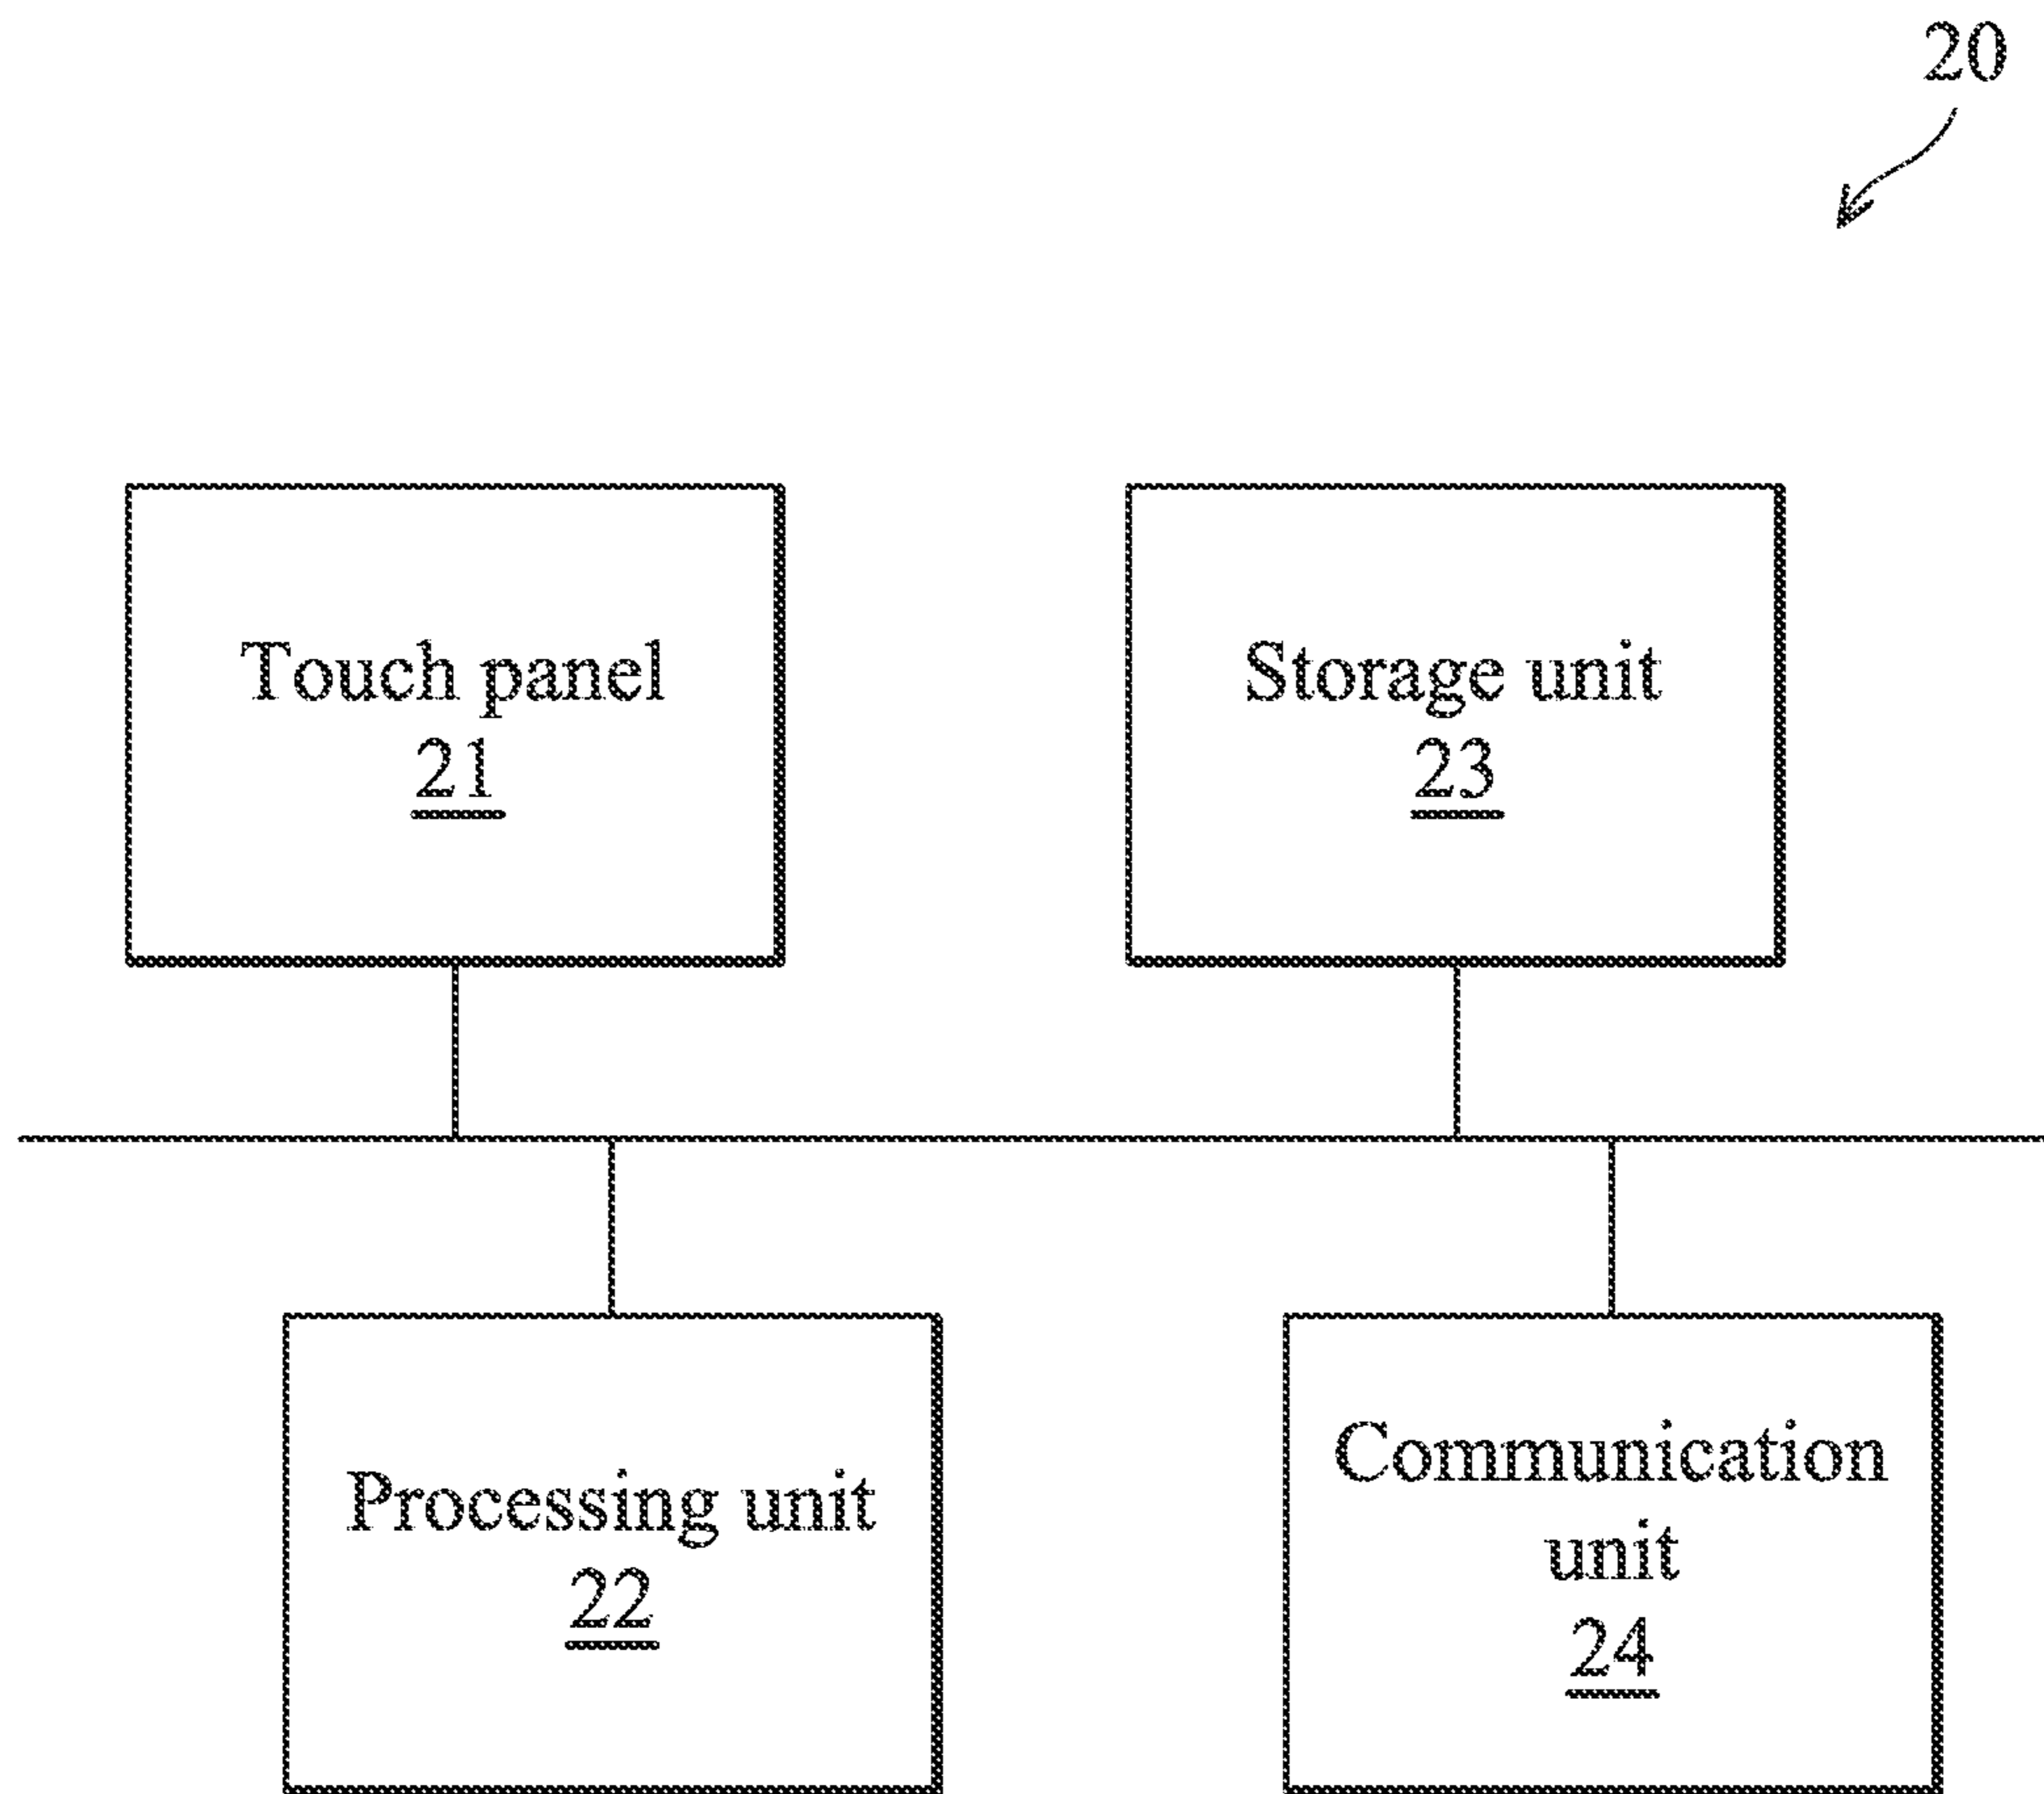 20
Touch panel
21
Storage unit
23
Processing unit
22
Communication
unit
24